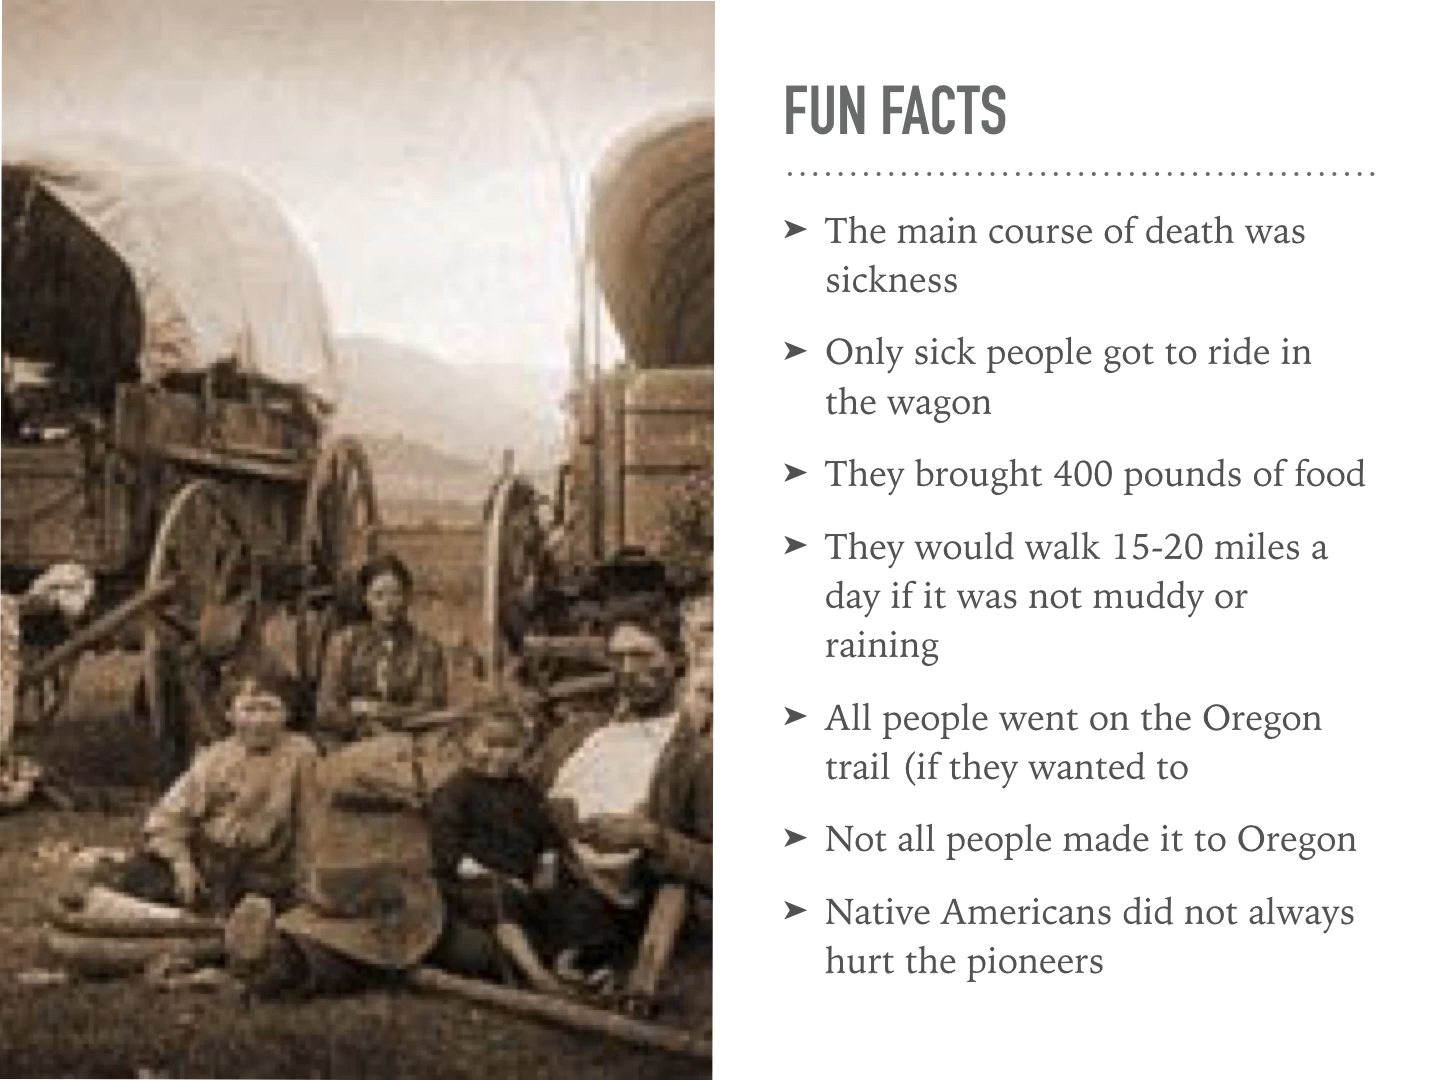 FUN FACTS
➤ The main course of death was
sickness
➤ Only sick people got to ride in
the wagon
➤ They brought 400 pounds of food
➤ They would walk 15-20 miles a
day if it was not muddy or
raining
➤ All people went on the Oregon
trail (if they wanted to
➤ Not all people made it to Oregon
➤ Native Americans did not always
hurt the pioneers